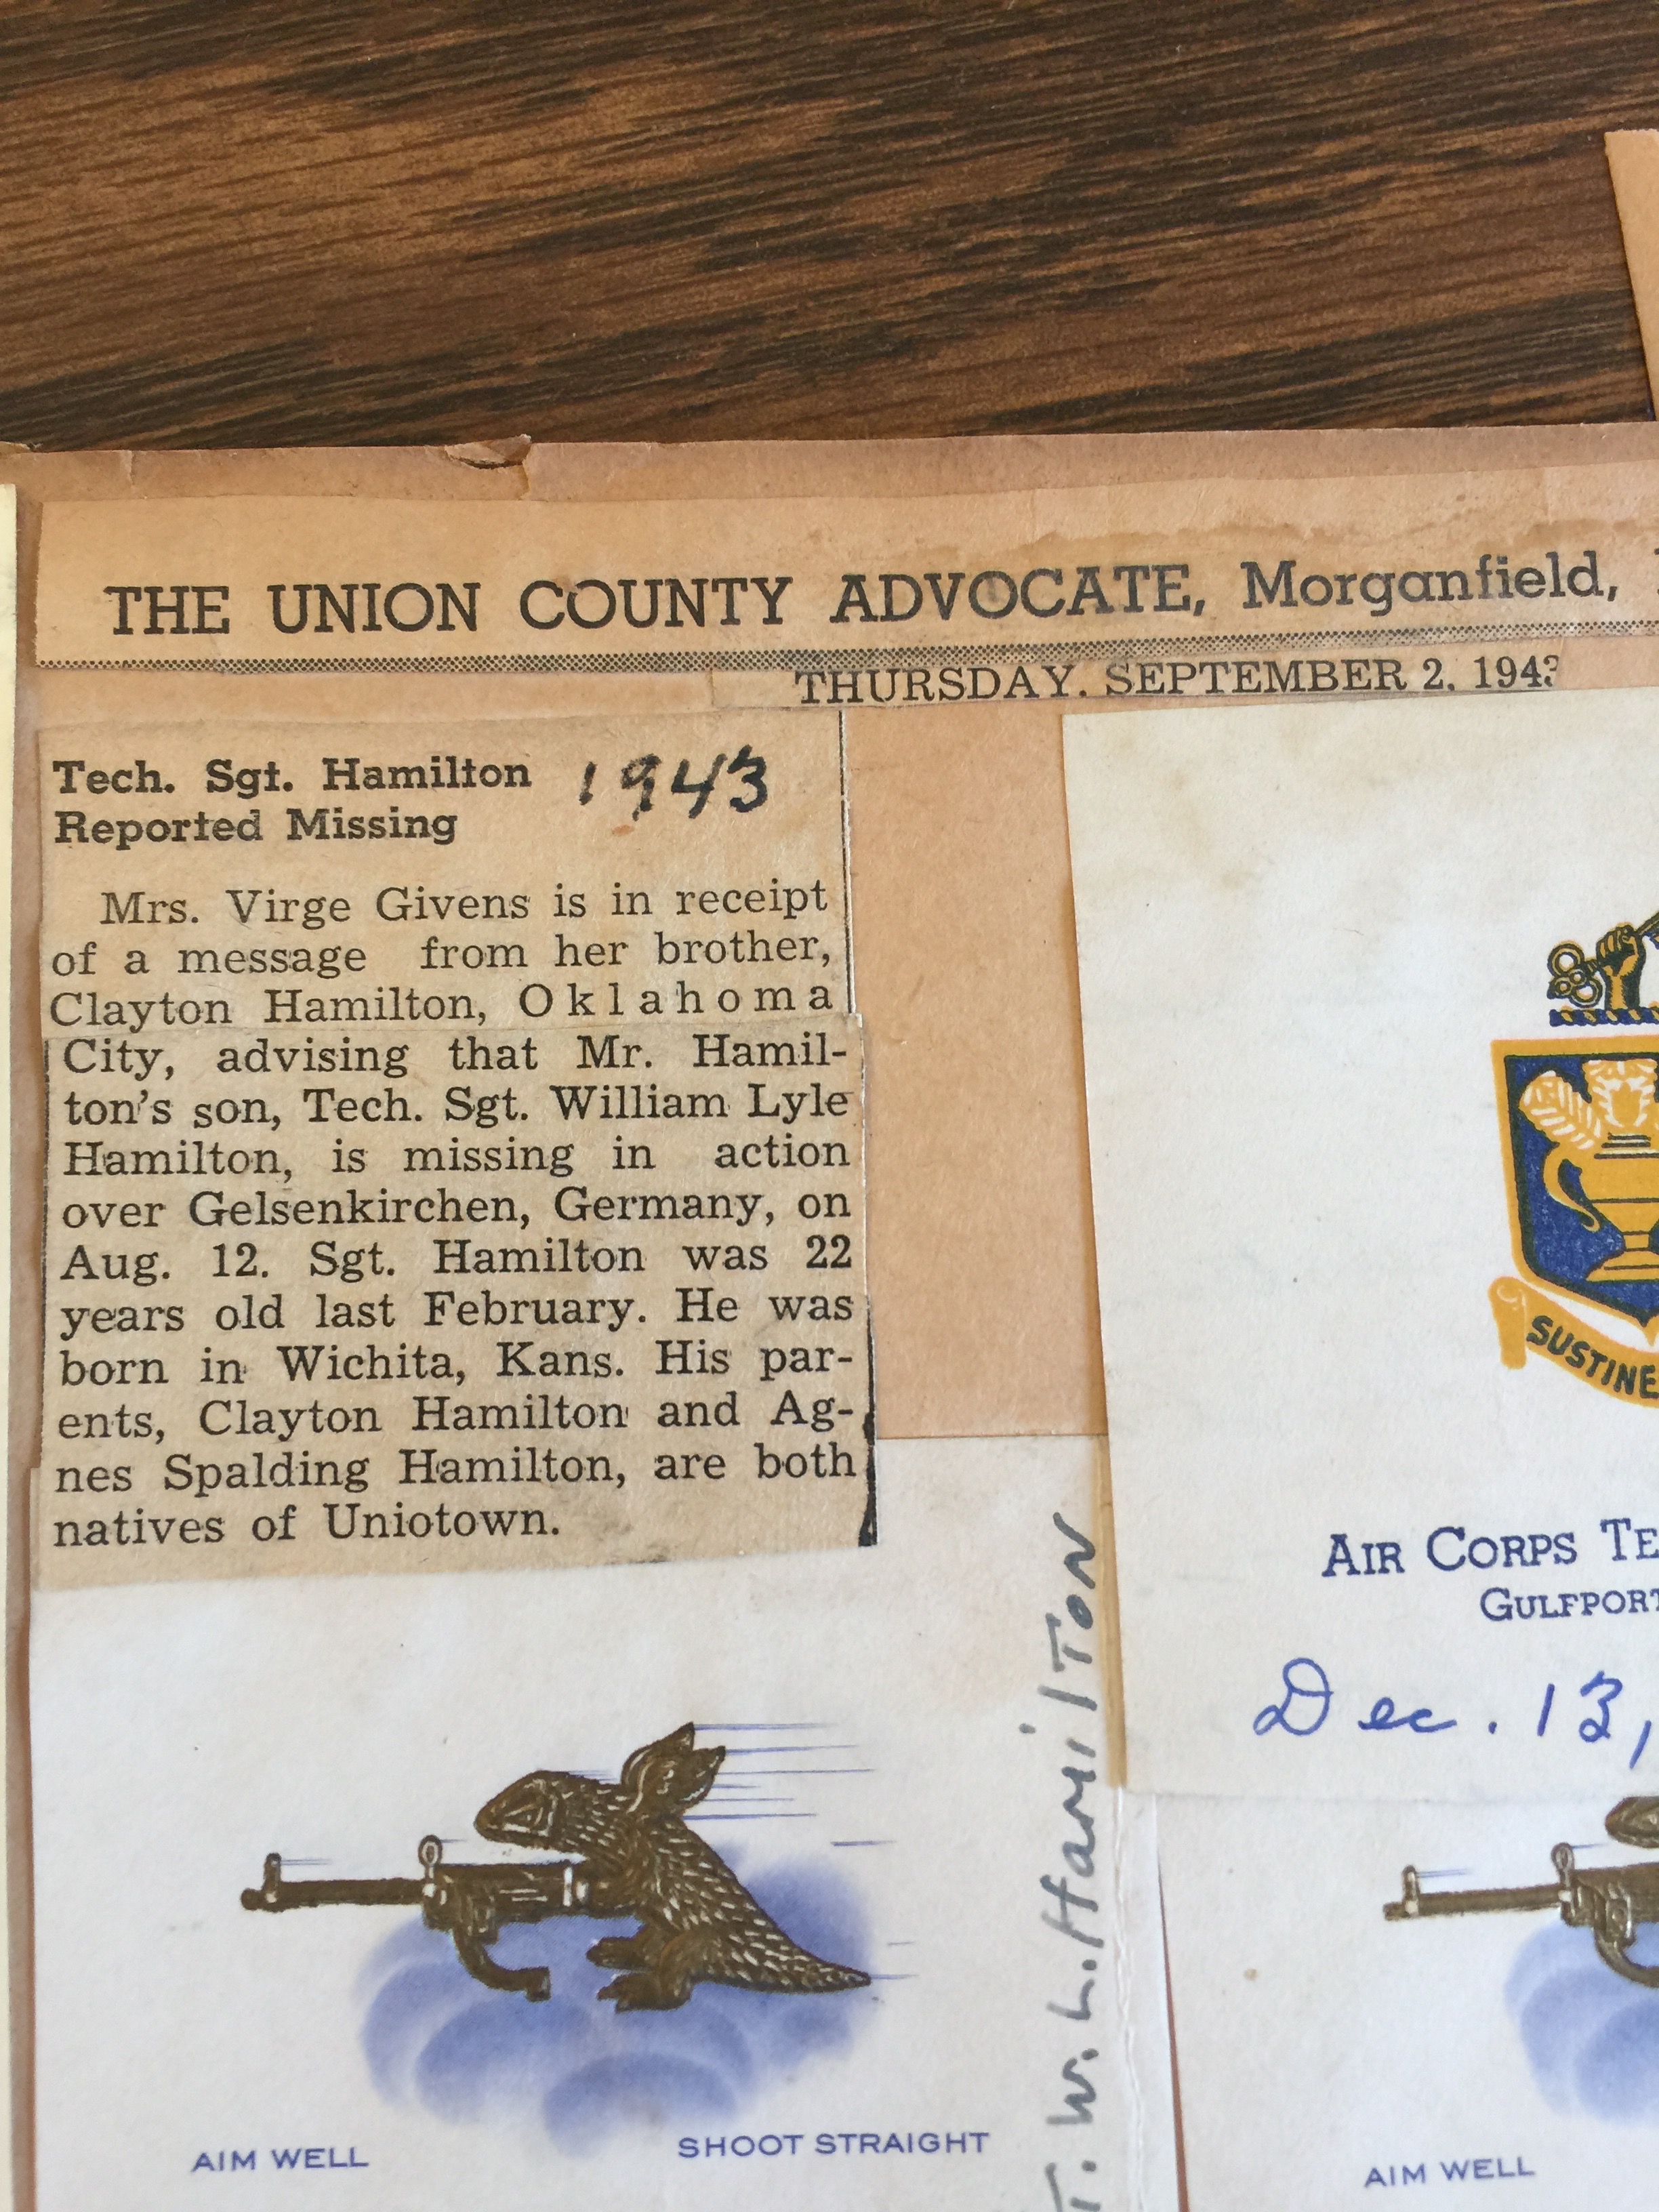 THE UNION COUNTY ADVOCATE, Morganfield,
THURSDAY. SEPTEMBER 2, 1943
Tech. Sgt. Hamilton 1943
Reported Missing
Mrs. Virge Givens is in receipt
of a message from her brother,
Clayton Hamilton, Oklahoma
City, advising that Mr. Hamil-
ton's son, Tech. Sgt. William Lyle
Hamilton, is missing in action
over Gelsenkirchen, Germany, on
Aug. 12. Sgt. Hamilton was 22
years old last February. He was
born in Wichita, Kans. His par-
ents, Clayton Hamilton and Ag-
nes Spalding Hamilton, are both
natives of Uniotown.
SUSTINE
AIR CORPS TE
GULFPORT
Dec. 13,
T. W. L. HamilTon
AIM WELL
SHOOT STRAIGHT
AIM WELL